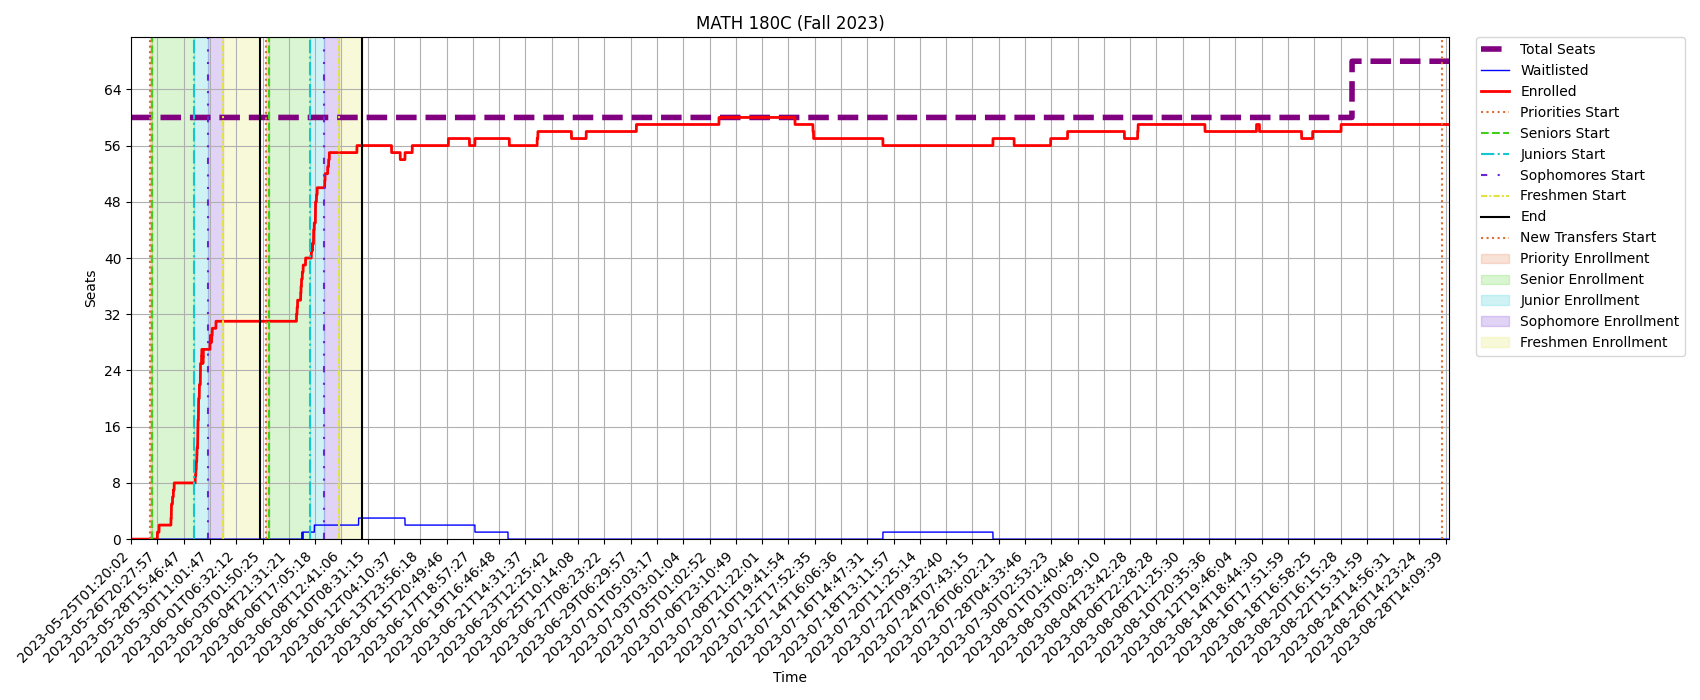 MATH 180C (Fall 2023)
Total Seats
Waitlisted
Enrolled
Priorities Start
Seniors Start
Juniors Start
Sophomores Start
Freshmen Start
End
New Transfers Start
Priority Enrollment
Senior Enrollment
Junior Enrollment
Sophomore Enrollment
Freshmen Enrollment
Seats
64
56
48
40
32
24
16
8
0
2023-05-25T01:20:02
2023-05-26T20:27:57
2023-05-28T15:46:47
2023-05-30T11:01:47
2023-06-01T06:32:12
2023-06-03T01:50:25
2023-06-04T21:31:21
2023-06-06T17:05:18
2023-06-08T12:41:06
2023-06-10T08:31:15
2023-06-12T04:10:37
2023-06-13T23:56:18
2023-06-15T20:49:46
2023-06-17T18:57:27
2023-06-19T16:46:48
2023-06-21T14:31:37
2023-06-23T12:25:42
2023-06-25T10:14:08
2023-06-27T08:23:22
2023-06-29T06:29:57
2023-07-01T05:03:17
2023-07-03T03:01:04
2023-07-05T01:02:52
2023-07-06T23:10:49
2023-07-08T21:22:01
2023-07-10T19:41:54
2023-07-12T17:52:35
2023-07-14T16:06:36
2023-07-16T14:47:31
2023-07-18T13:11:57
2023-07-20T11:25:14
2023-07-22T09:32:40
2023-07-24T07:43:15
2023-07-26T06:02:21
2023-07-28T04:33:46
2023-07-30T02:53:23
2023-08-01T01:40:46
2023-08-03T00:29:10
2023-08-04T23:42:28
2023-08-06T22:28:28
2023-08-08T21:25:30
2023-08-10T20:35:36
2023-08-12T19:46:04
2023-08-14T18:44:30
2023-08-16T17:51:59
2023-08-18T16:58:25
2023-08-20T16:15:28
2023-08-22T15:31:59
2023-08-24T14:56:31
2023-08-26T14:23:24
2023-08-28T14:09:39
Time